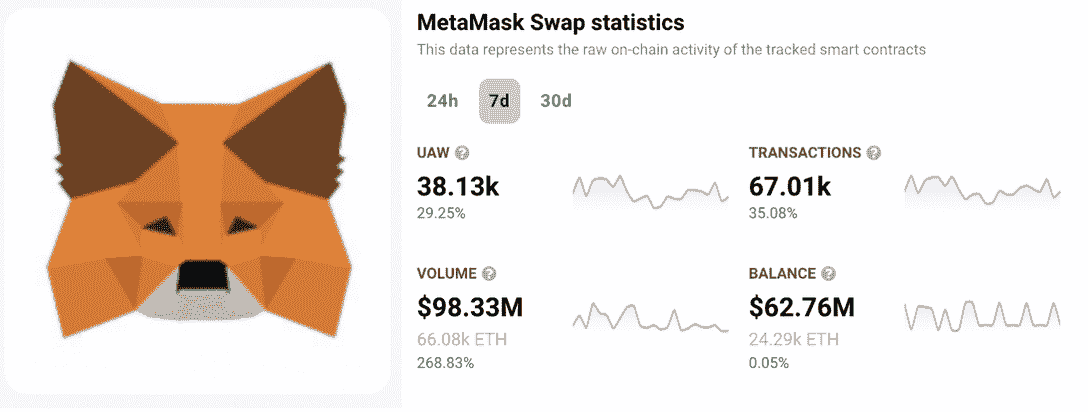 MetaMask Swap statistics
This data represents the raw on-chain activity of the tracked smart contracts
24h 7d 30d
UAW ?
38.13k
29.25%
TRANSACTIONS ?
67.01k
35.08%
VOLUME ?
$98.33M
66.08k ETH
268.83%
BALANCE ?
$62.76M
24.29k ETH
0.05%